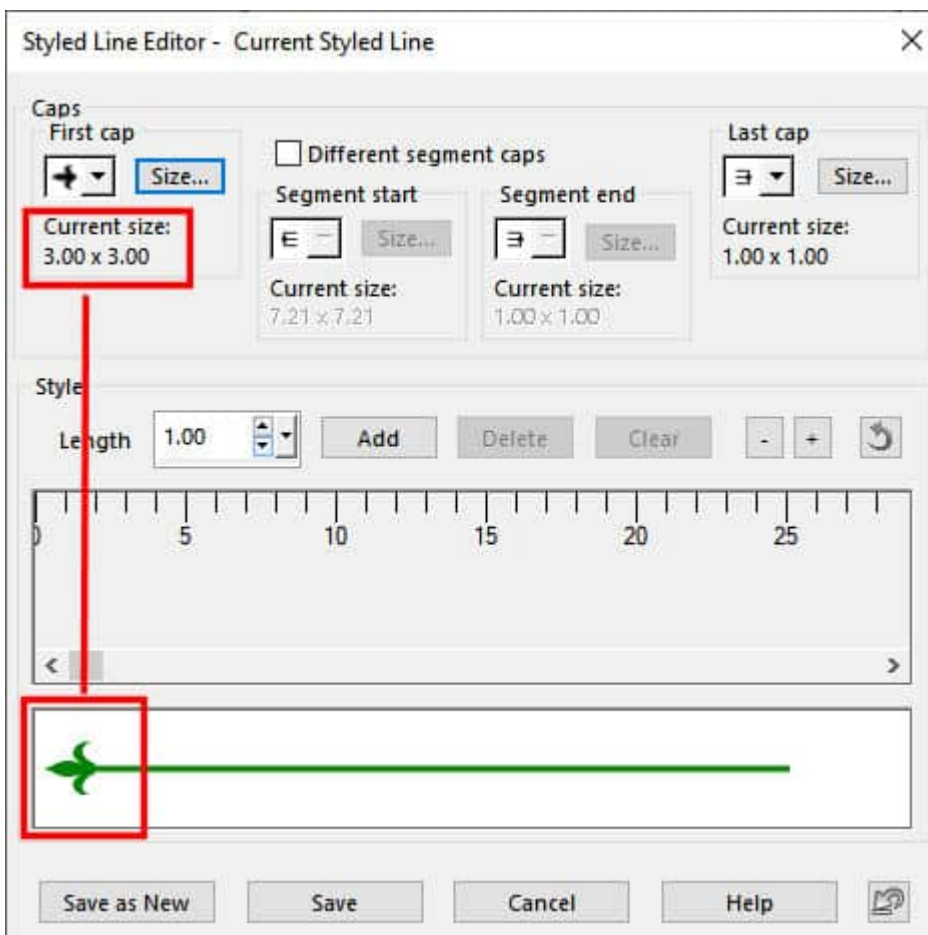 Styled Line Editor - Current Styled Line
Caps
First cap
Size...
Current size:
3.00 x 3.00
Different segment caps
Segment start
Size...
Current size:
7.21 x 7.21
Segment end
Size...
Current size:
1.00 x 1.00
Last cap
Size...
Current size:
1.00 x 1.00
Style
Length 1.00 Add Delete Clear - +
0 5 10 15 20 25
Save as New Save Cancel Help